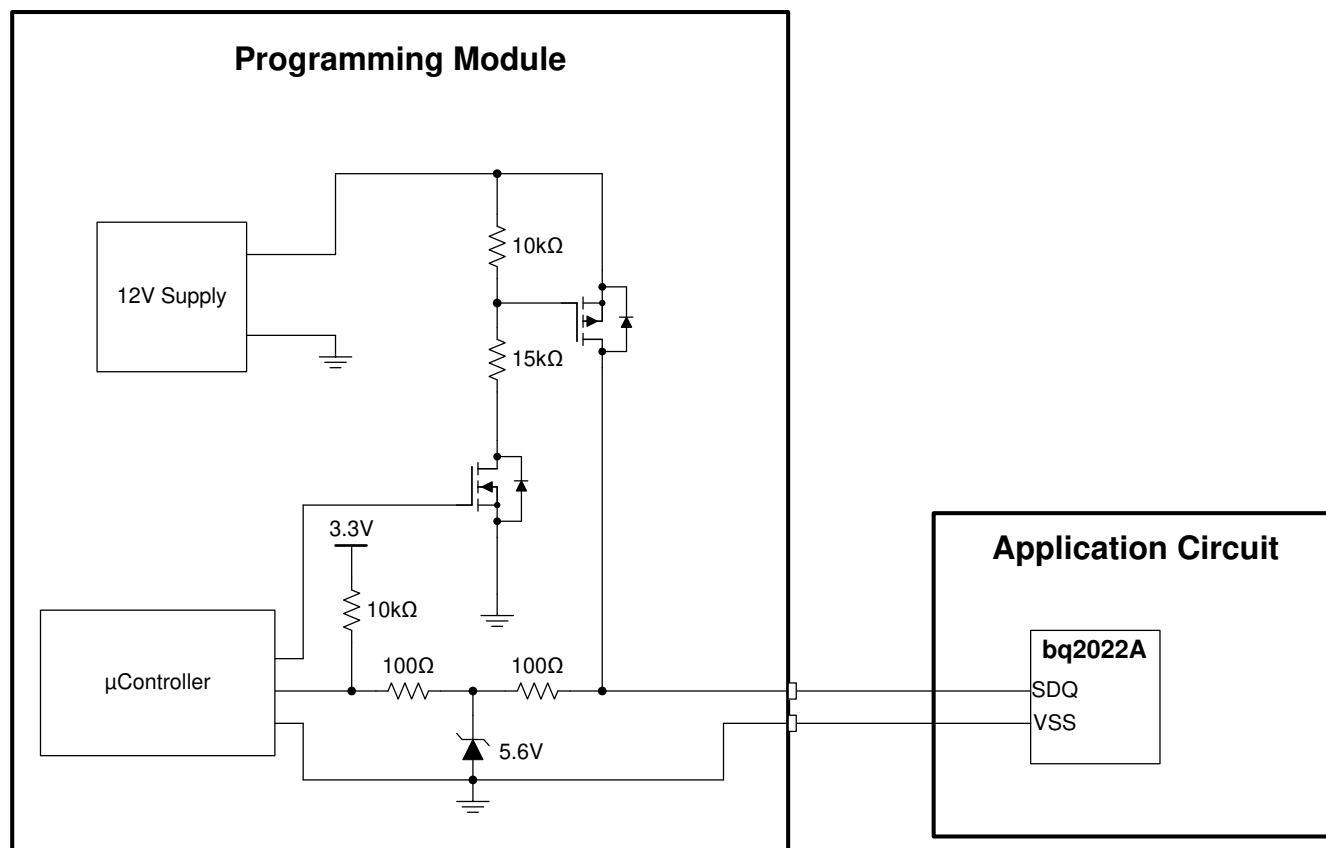 Programming Module
10kΩ
12V Supply
15kΩ
3.3V
10kΩ
100Ω
100Ω
µController
5.6V
Application Circuit
bq2022A
SDQ
VSS